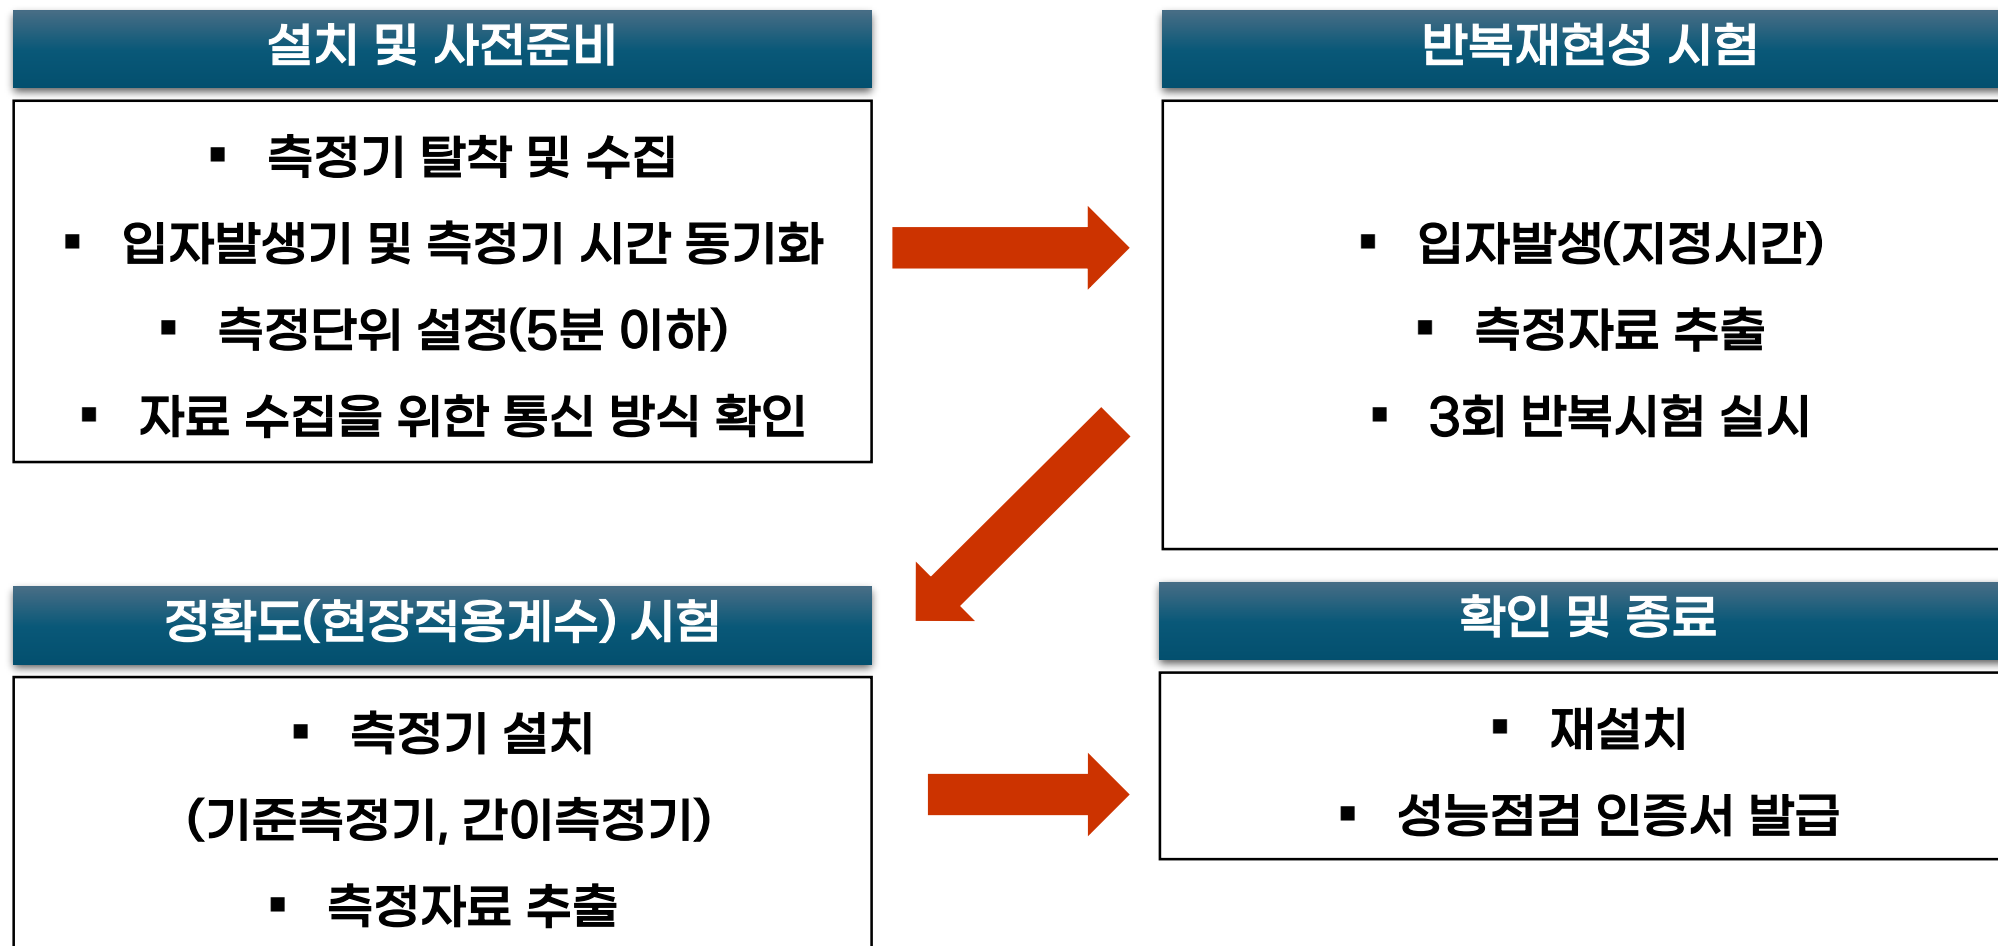 설치 및 사전준비
▪ 측정기 탈착 및 수집
▪ 입자발생기 및 측정기 시간 동기화
▪ 측정단위 설정(5분 이하)
▪ 자료 수집을 위한 통신 방식 확인
반복재현성 시험
▪ 입자발생(지정시간)
▪ 측정자료 추출
▪ 3회 반복시험 실시
정확도(현장적용계수) 시험
▪ 측정기 설치
(기준측정기, 간이측정기)
▪ 측정자료 추출
확인 및 종료
▪ 재설치
▪ 성능점검 인증서 발급